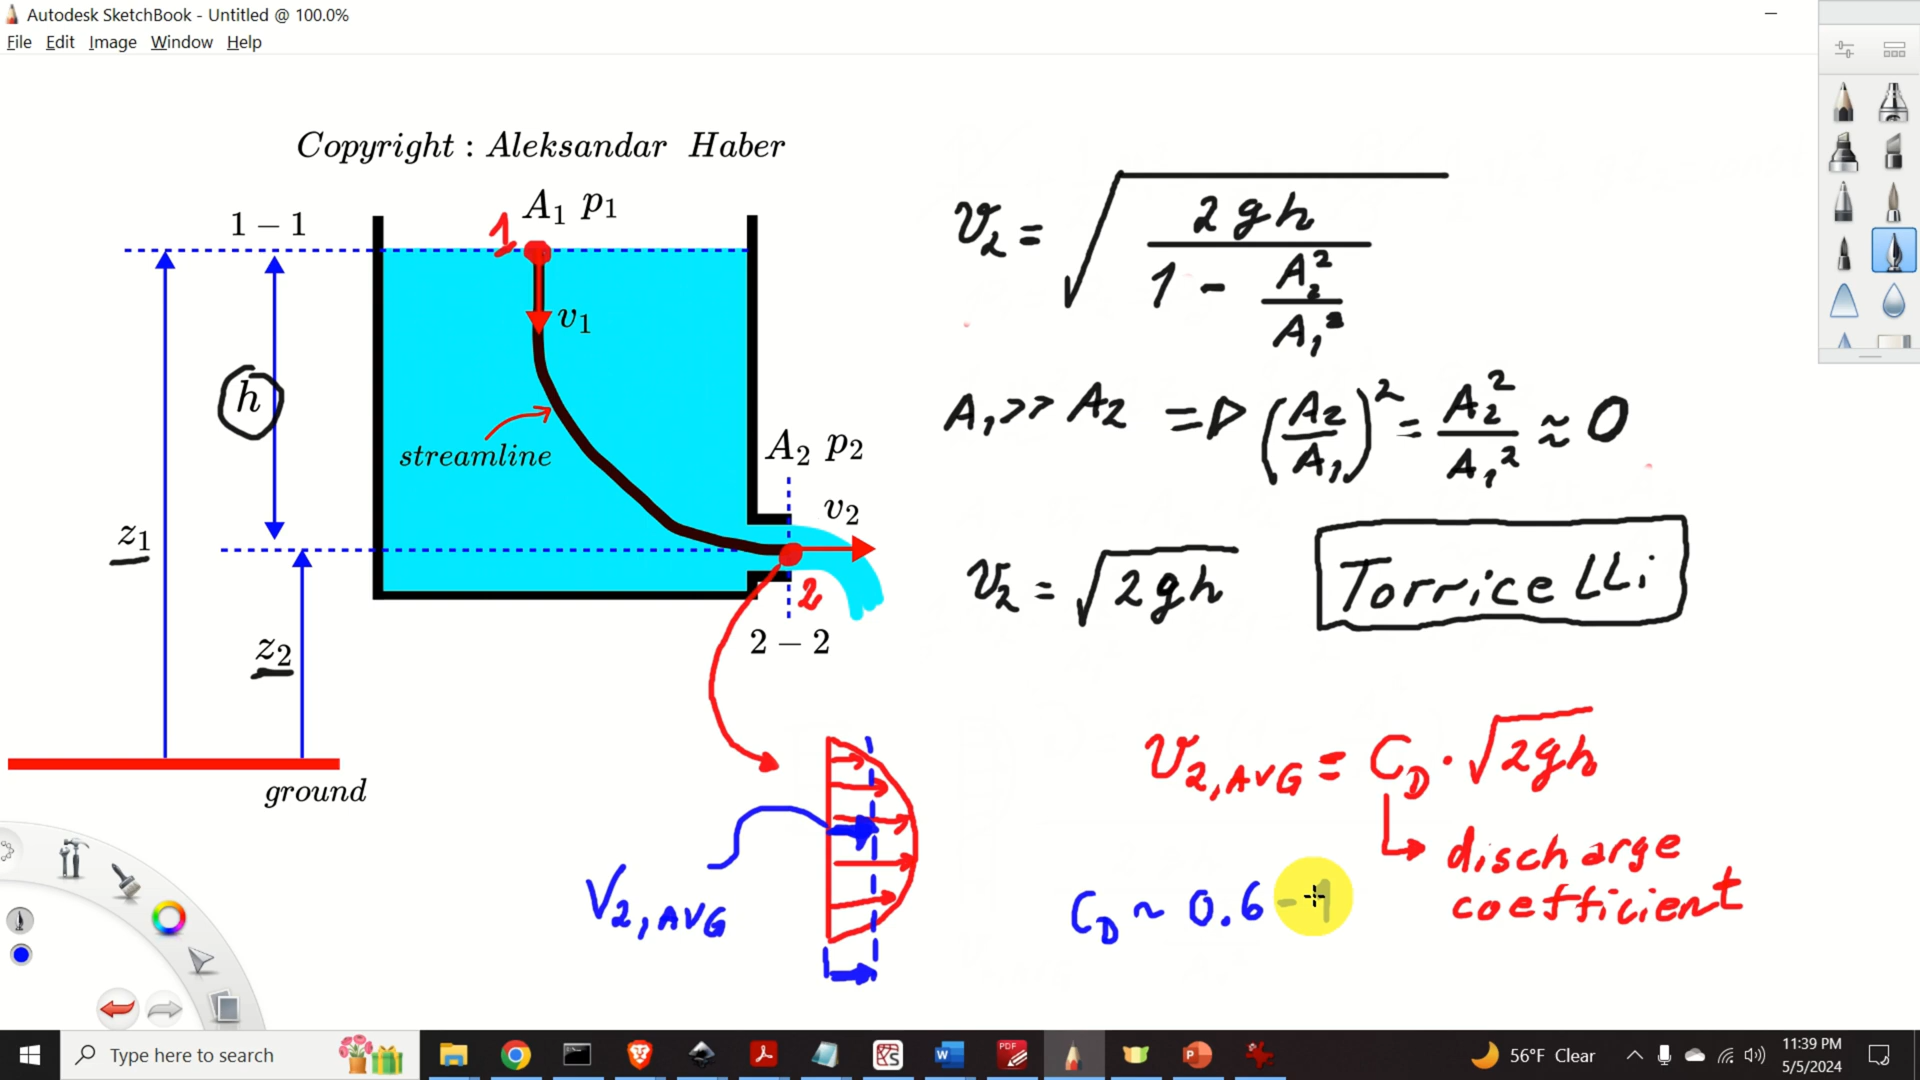 Autodesk SketchBook - Untitled @ 100.0%
File Edit Image Window Help
Copyright : Aleksandar Haber
1 − 1
1
A₁ p₁
v₁
h
streamline
A₂ p₂
v₂
z₁
2
2 − 2
z₂
ground
V₂,AVG
v₂ = √(2gh / (1 - A₂²/A₁²))
A₁ >> A₂ => (A₂/A₁)² = A₂²/A₁² ≈ 0
v₂ = √2gh
TorriceLLi
v₂,AVG = C_D · √2gh
discharge
coefficient
C_D ~ 0.6 - 1
Type here to search
56°F Clear
11:39 PM
5/5/2024